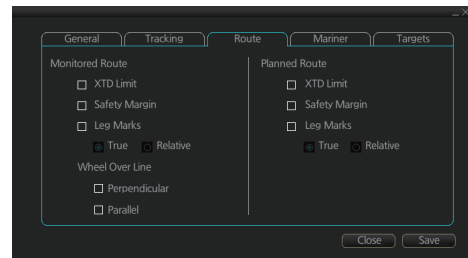 General Tracking Route Mariner Targets
Monitored Route
XTD Limit
Safety Margin
Leg Marks
True Relative
Wheel Over Line
Perpendicular
Parallel
Planned Route
XTD Limit
Safety Margin
Leg Marks
True Relative
Close Save